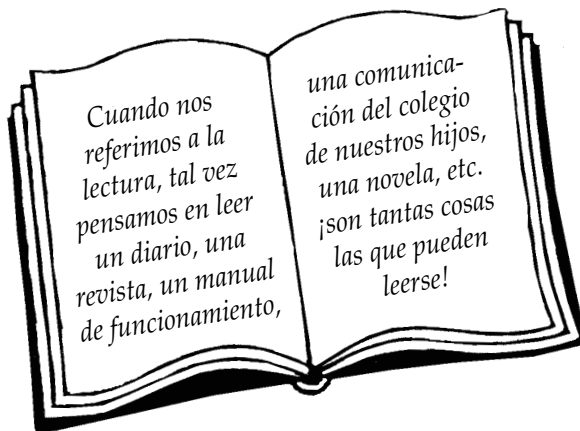 Cuando nos
referimos a la
lectura, tal vez
pensamos en leer
un diario, una
revista, un manual
de funcionamiento,
una comunica-
ción del colegio
de nuestros hijos,
una novela, etc.
¡son tantas cosas
las que pueden
leerse!